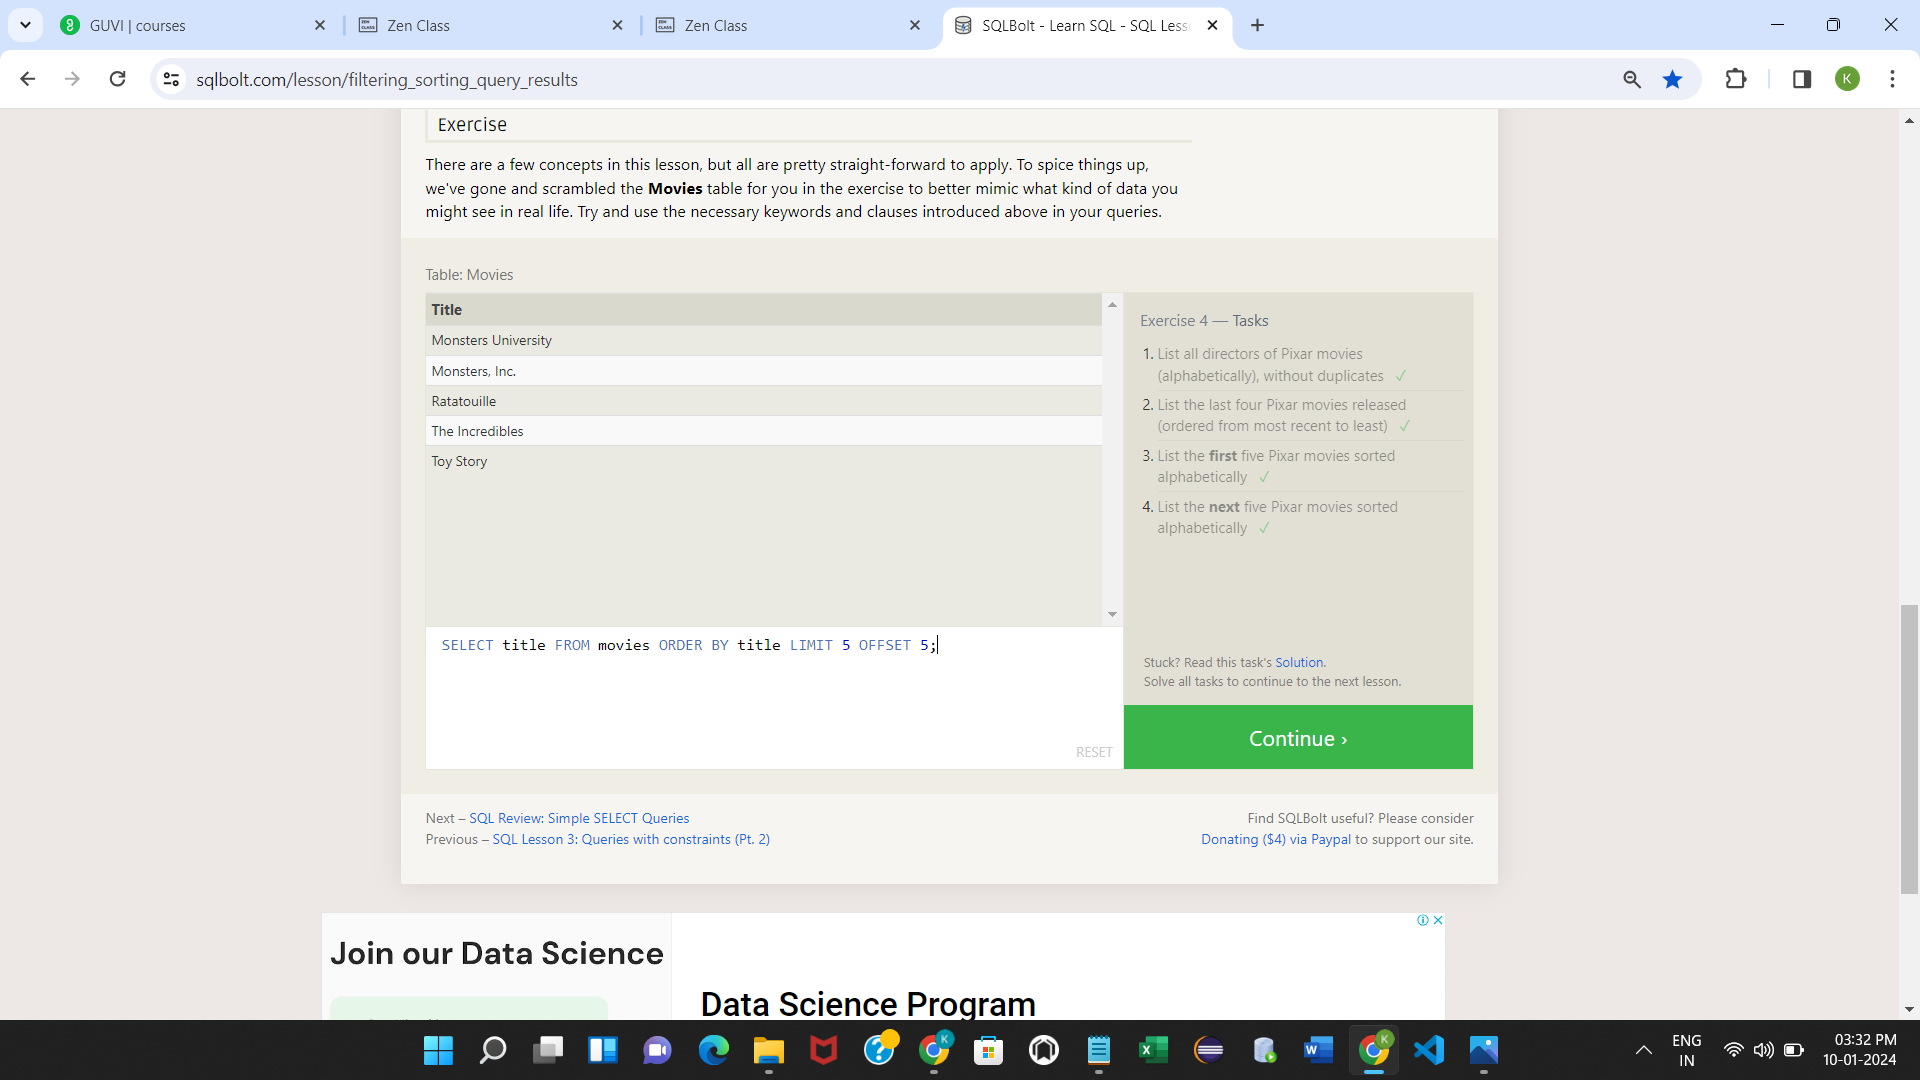 GUVI | courses
Zen Class
Zen Class
SQLBolt - Learn SQL - SQL Less
sqlbolt.com/lesson/filtering_sorting_query_results
K
Exercise
There are a few concepts in this lesson, but all are pretty straight-forward to apply. To spice things up,
we've gone and scrambled the Movies table for you in the exercise to better mimic what kind of data you
might see in real life. Try and use the necessary keywords and clauses introduced above in your queries.
Table: Movies
Title
Monsters University
Monsters, Inc.
Ratatouille
The Incredibles
Toy Story
SELECT title FROM movies ORDER BY title LIMIT 5 OFFSET 5;
RESET
Exercise 4 — Tasks
1. List all directors of Pixar movies
(alphabetically), without duplicates ✓
2. List the last four Pixar movies released
(ordered from most recent to least) ✓
3. List the first five Pixar movies sorted
alphabetically ✓
4. List the next five Pixar movies sorted
alphabetically ✓
Stuck? Read this task's Solution.
Solve all tasks to continue to the next lesson.
Continue ›
Next – SQL Review: Simple SELECT Queries
Previous – SQL Lesson 3: Queries with constraints (Pt. 2)
Find SQLBolt useful? Please consider
Donating ($4) via Paypal to support our site.
Join our Data Science
Data Science Program
ENG
IN
03:32 PM
10-01-2024